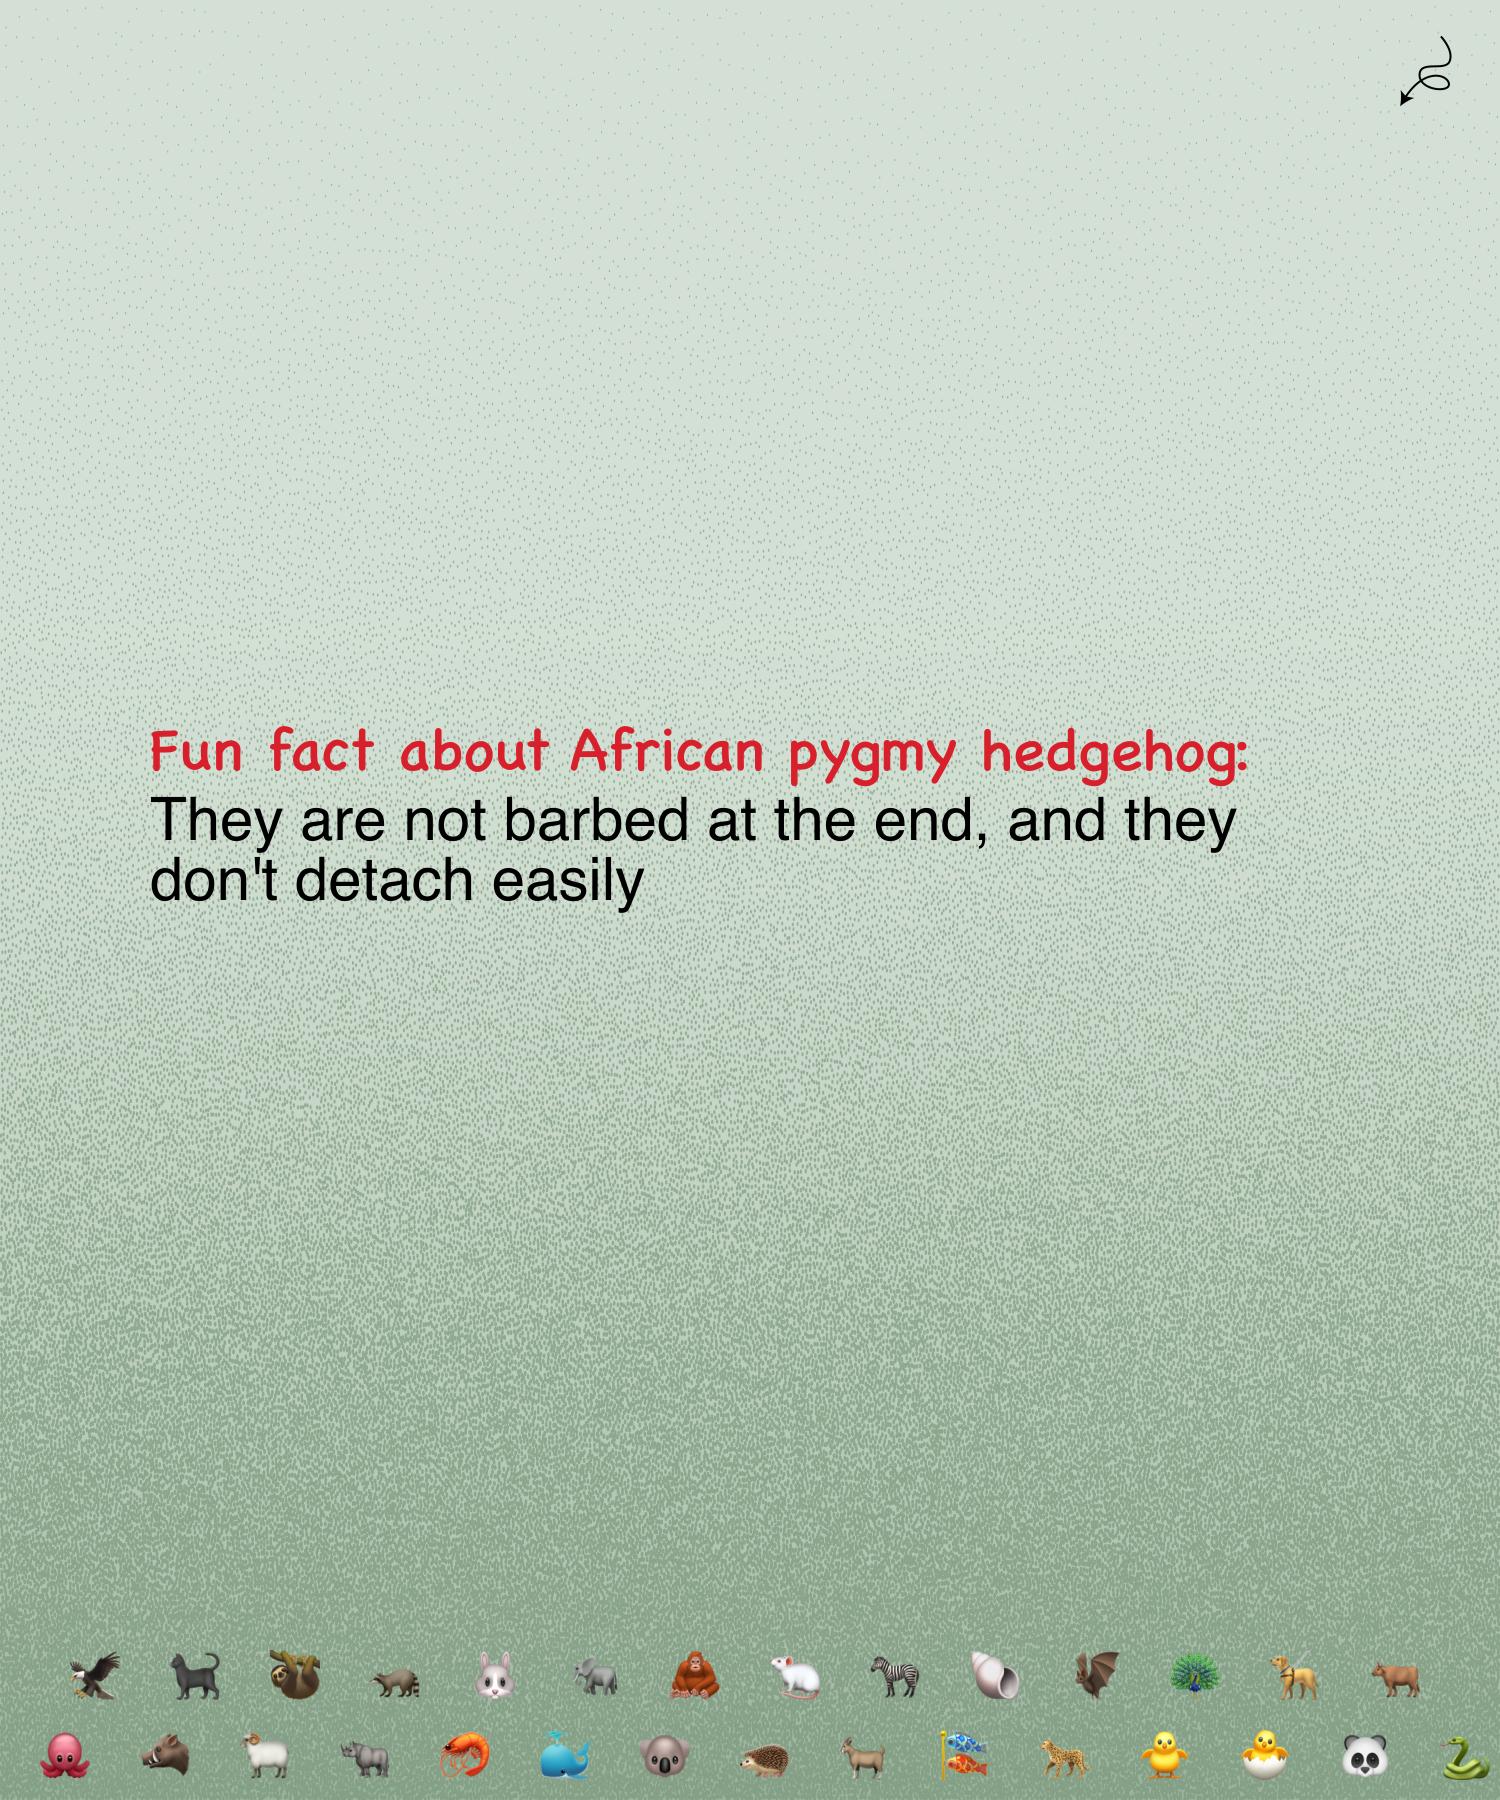 Fun fact about African pygmy hedgehog:
They are not barbed at the end, and they
don't detach easily